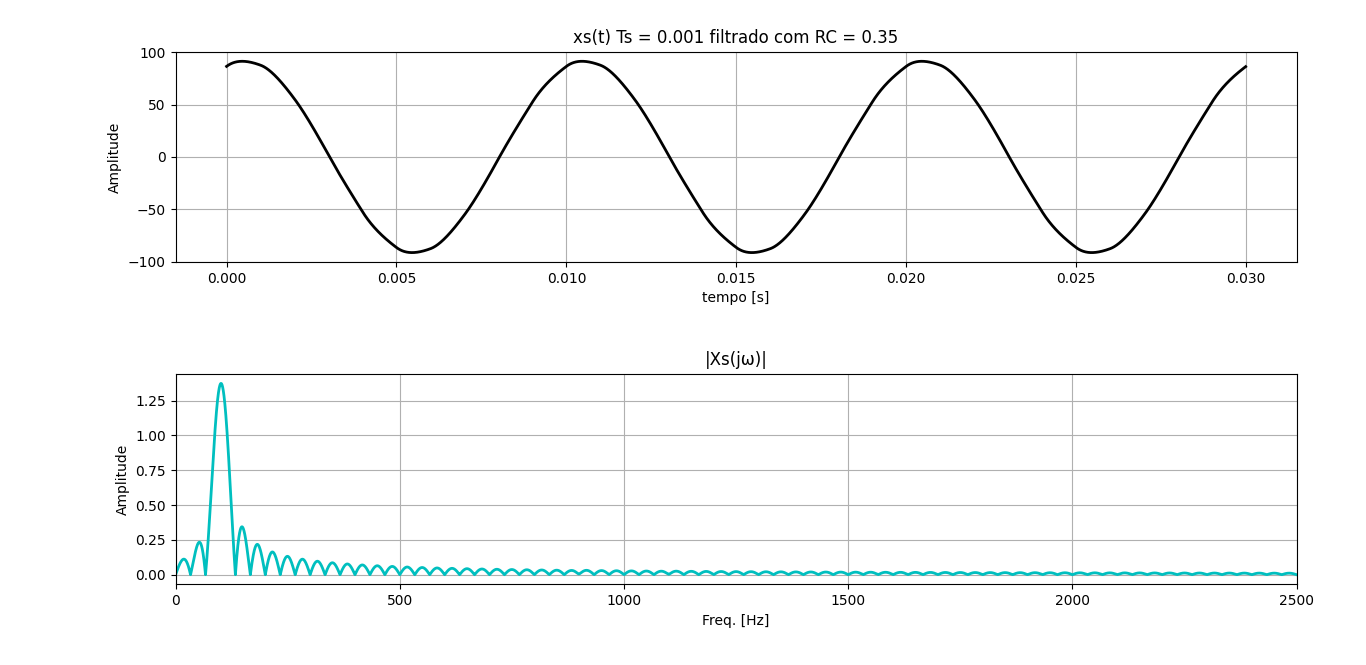 xs(t) Ts = 0.001 filtrado com RC = 0.35
100
50
0
−50
−100
Amplitude
0.000 0.005 0.010 0.015 0.020 0.025 0.030
tempo [s]
|Xs(jω)|
1.25
1.00
0.75
0.50
0.25
0.00
Amplitude
0 500 1000 1500 2000 2500
Freq. [Hz]